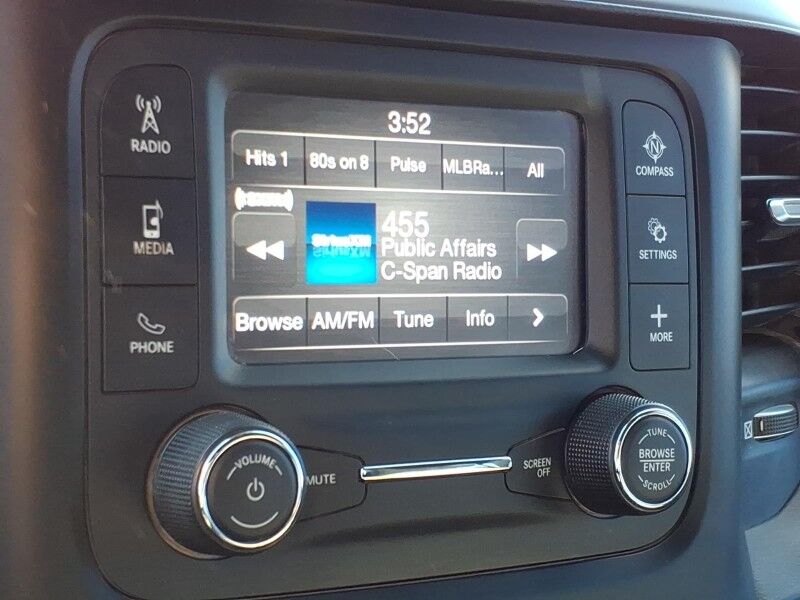 3:52
Hits 1 80s on 8 Pulse MLBRa... All
455
Public Affairs
C-Span Radio
Browse AM/FM Tune Info
RADIO
MEDIA
PHONE
N
COMPASS
SETTINGS
MORE
VOLUME
MUTE
SCREEN
OFF
TUNE
BROWSE
ENTER
SCROLL